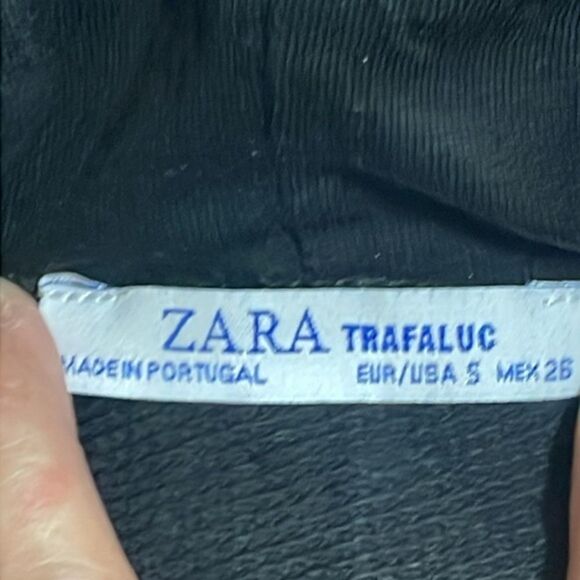 ZARA TRAFALUC
MADE IN PORTUGAL EUR/USA S MEX 26